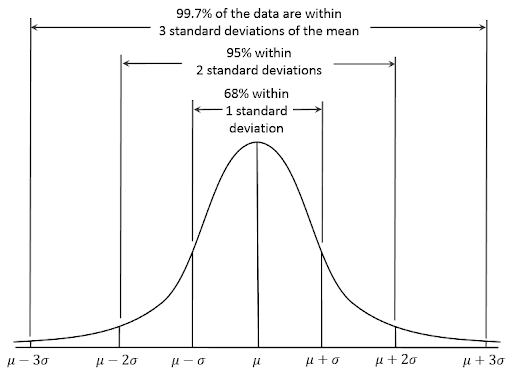 99.7% of the data are within
3 standard deviations of the mean
95% within
2 standard deviations
68% within
1 standard
deviation
μ − 3σ μ − 2σ μ − σ μ μ + σ μ + 2σ μ + 3σ